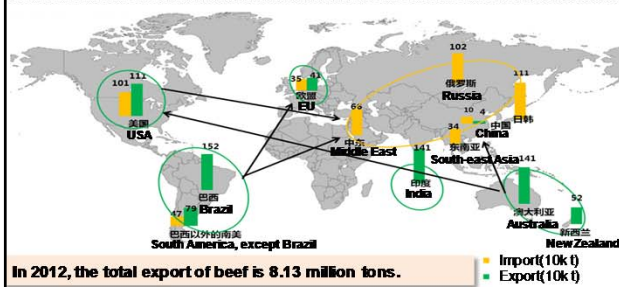 102
俄罗斯
Russia
101
111
美国
USA
35
41
欧盟
EU
111
日韩
66
中东
Middle East
10
4
中国
China
34
东南亚
South-east Asia
152
巴西
Brazil
141
印度
India
141
澳大利亚
Australia
52
新西兰
New Zealand
47
79
巴西以外的南美
South America, except Brazil
In 2012, the total export of beef is 8.13 million tons.
Import(10k t)
Export(10k t)